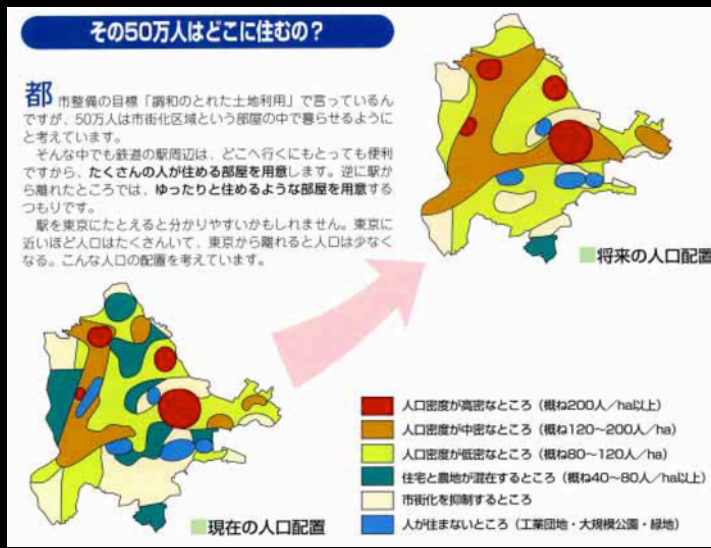 その50万人はどこに住むの？
都市整備の目標「調和のとれた土地利用」で言っているん
ですが、50万人は市街化区域という部屋の中で暮らせるように
と考えています。
そんな中でも鉄道の駅周辺は、どこへ行くにもとっても便利
ですから、たくさんの人が住める部屋を用意します。逆に駅か
ら離れたところでは、ゆったりと住めるような部屋を用意する
つもりです。
駅を東京にたとえると分かりやすいかもしれません。東京に
近いほど人口はたくさんいて、東京から離れると人口は少なく
なる。こんな人口の配置を考えています。
将来の人口配置
現在の人口配置
人口密度が高密なところ（概ね200人／ha以上）
人口密度が中密なところ（概ね120～200人／ha）
人口密度が低密なところ（概ね80～120人／ha）
住宅と農地が混在するところ（概ね40～80人／ha以上）
市街化を抑制するところ
人が住まないところ（工業団地・大規模公園・緑地）